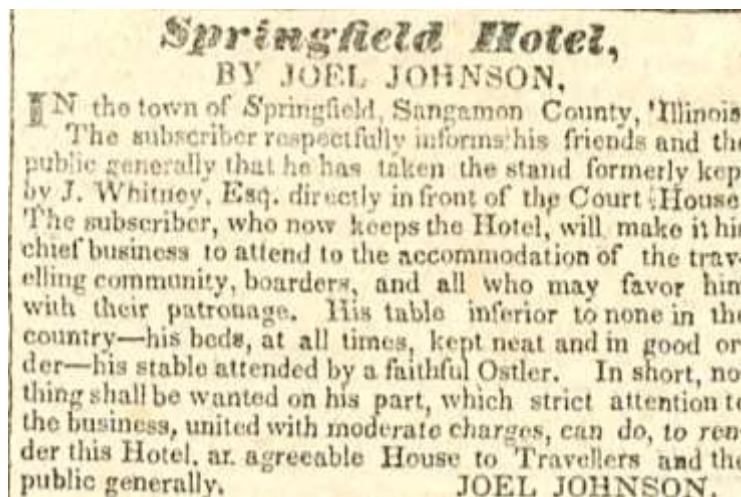 Springfield Hotel,
BY JOEL JOHNSON.
IN the town of Springfield, Sangamon County, Illinois
The subscriber respectfully informs his friends and the
public generally that he has taken the stand formerly kep
by J. Whitney, Esq. directly in front of the Court House
The subscriber, who now keeps the Hotel, will make it his
chief business to attend to the accommodation of the trav-
elling community, boarders, and all who may favor him
with their patronage. His table inferior to none in the
country—his beds, at all times, kept neat and in good or-
der—his stable attended by a faithful Ostler. In short, no-
thing shall be wanted on his part, which strict attention to
the business, united with moderate charges, can do, to ren-
der this Hotel, ar. agreeable House to Travellers and the
public generally. JOEL JOHNSON.